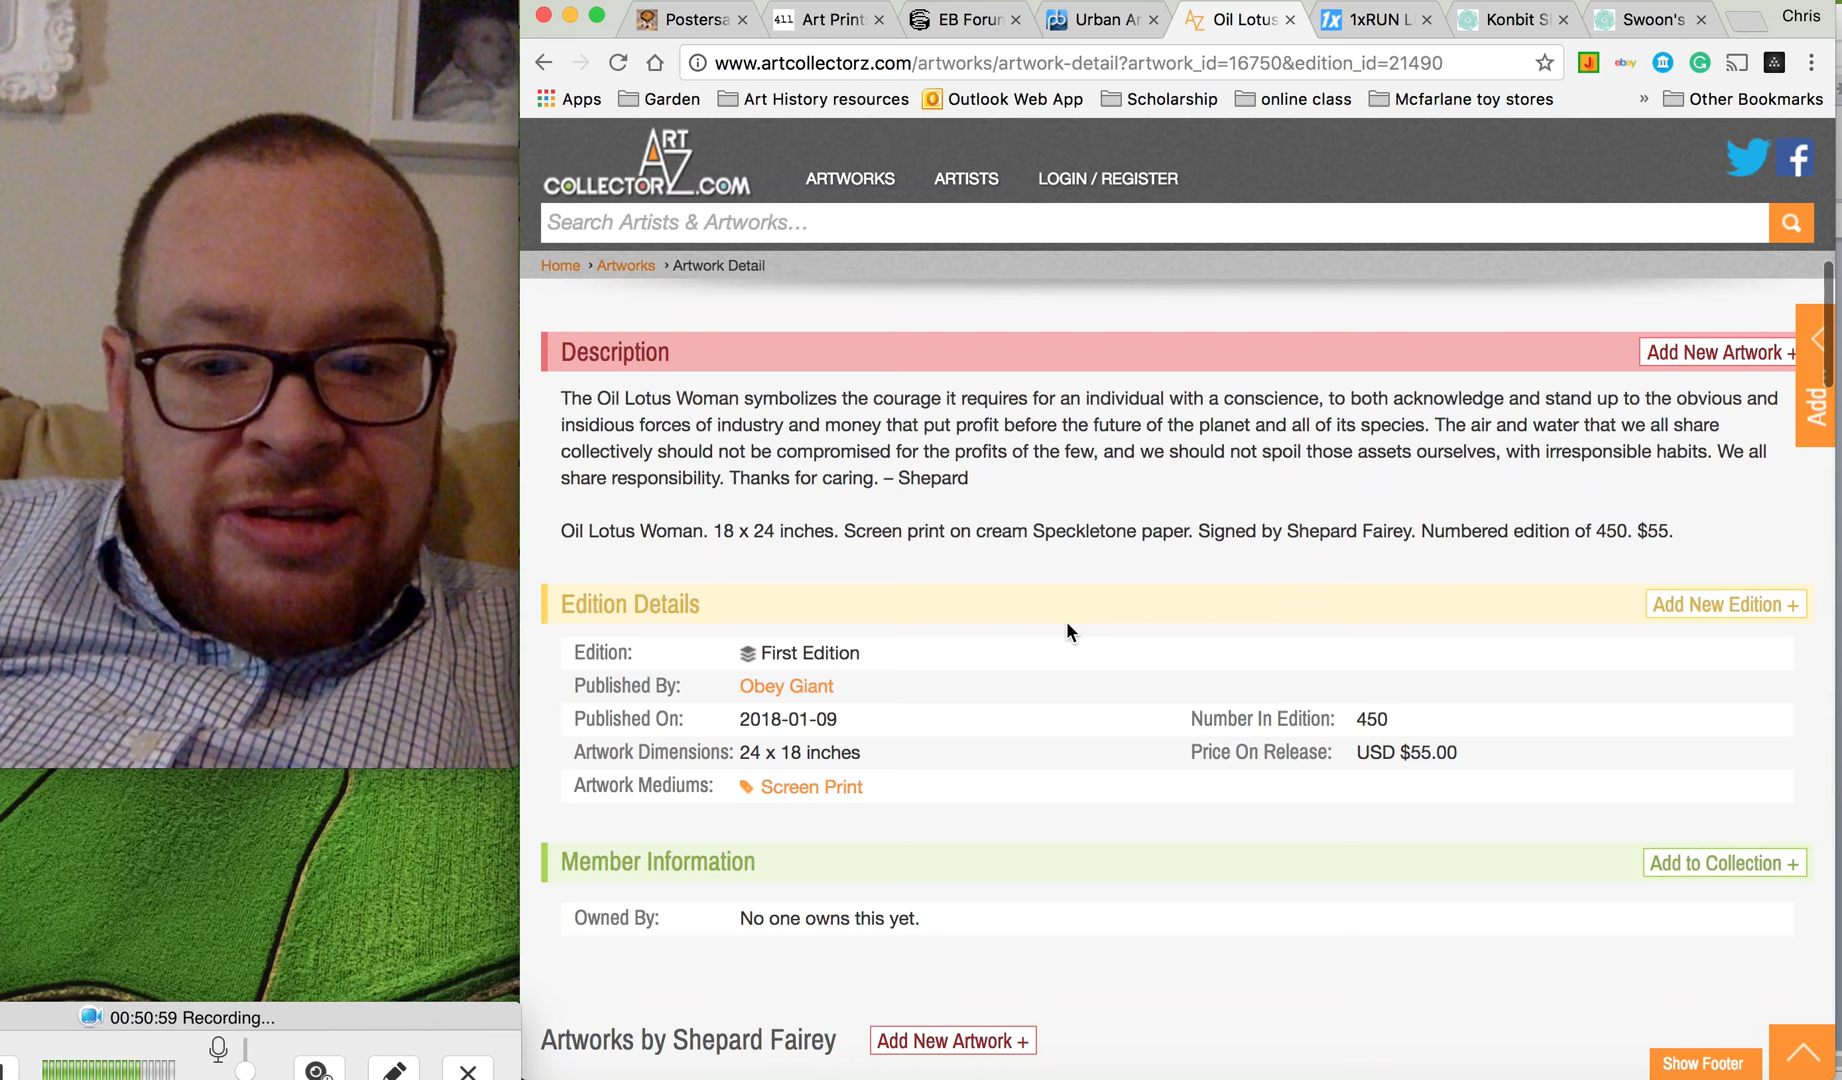 Postersa
411 Art Print
EB Forun
Urban Ar
AZ Oil Lotus
1x 1xRUN L
Konbit S
Swoon's
Chris
www.artcollectorz.com/artworks/artwork-detail?artwork_id=16750&edition_id=21490
ebay
Apps Garden Art History resources Outlook Web App Scholarship online class Mcfarlane toy stores » Other Bookmarks
ART AZ
COLLECTORZ.COM
ARTWORKS ARTISTS LOGIN / REGISTER
Search Artists & Artworks...
Home › Artworks › Artwork Detail
Description
Add New Artwork +
Add
The Oil Lotus Woman symbolizes the courage it requires for an individual with a conscience, to both acknowledge and stand up to the obvious and
insidious forces of industry and money that put profit before the future of the planet and all of its species. The air and water that we all share
collectively should not be compromised for the profits of the few, and we should not spoil those assets ourselves, with irresponsible habits. We all
share responsibility. Thanks for caring. – Shepard
Oil Lotus Woman. 18 x 24 inches. Screen print on cream Speckletone paper. Signed by Shepard Fairey. Numbered edition of 450. $55.
Edition Details
Add New Edition +
Edition: First Edition
Published By: Obey Giant
Published On: 2018-01-09 Number In Edition: 450
Artwork Dimensions: 24 x 18 inches Price On Release: USD $55.00
Artwork Mediums: Screen Print
Member Information
Add to Collection +
Owned By: No one owns this yet.
Artworks by Shepard Fairey
Add New Artwork +
Show Footer
00:50:59 Recording...